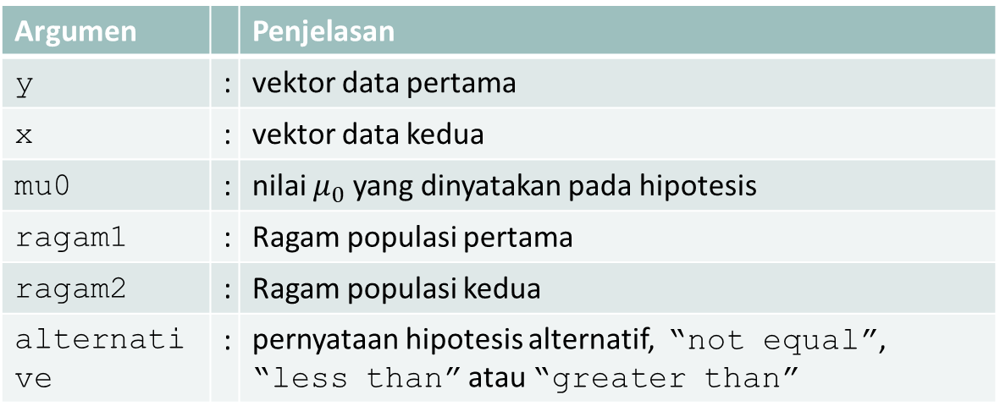 Argumen Penjelasan
y : vektor data pertama
x : vektor data kedua
mu0 : nilai 𝜇₀ yang dinyatakan pada hipotesis
ragam1 : Ragam populasi pertama
ragam2 : Ragam populasi kedua
alternati : pernyataan hipotesis alternatif, “not equal”,
ve “less than” atau “greater than”